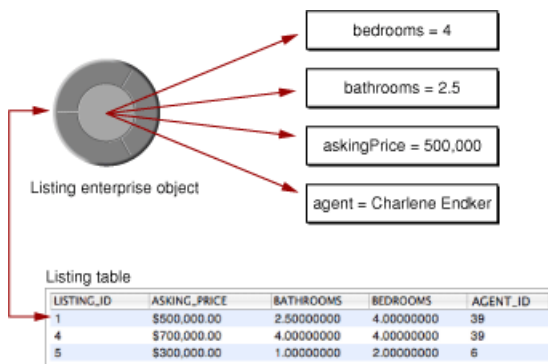 bedrooms = 4
bathrooms = 2.5
askingPrice = 500,000
agent = Charlene Endker
Listing enterprise object
Listing table
LISTING_ID ASKING_PRICE BATHROOMS BEDROOMS AGENT_ID
1 $500,000.00 2.50000000 4.00000000 39
4 $700,000.00 4.00000000 4.00000000 39
5 $300,000.00 1.00000000 2.00000000 6